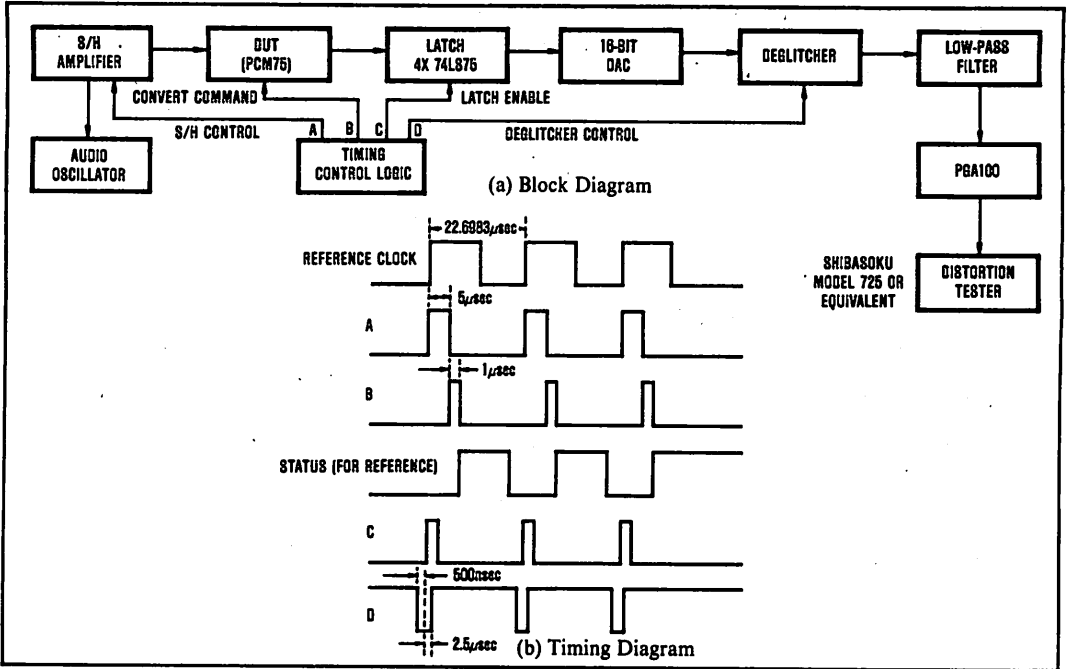 S/H
AMPLIFIER
DUT
(PCM75)
LATCH
4X 74LS75
16-BIT
DAC
DEGLITCHER
LOW-PASS
FILTER
CONVERT COMMAND
LATCH ENABLE
S/H CONTROL
A
B
C
D
DEGLITCHER CONTROL
AUDIO
OSCILLATOR
TIMING
CONTROL LOGIC
(a) Block Diagram
PGA100
SHIBASOKU
MODEL 725 OR
EQUIVALENT
DISTORTION
TESTER
22.6983µsec
REFERENCE CLOCK
5µsec
A
1µsec
B
STATUS (FOR REFERENCE)
C
500nsec
D
2.5µsec
(b) Timing Diagram